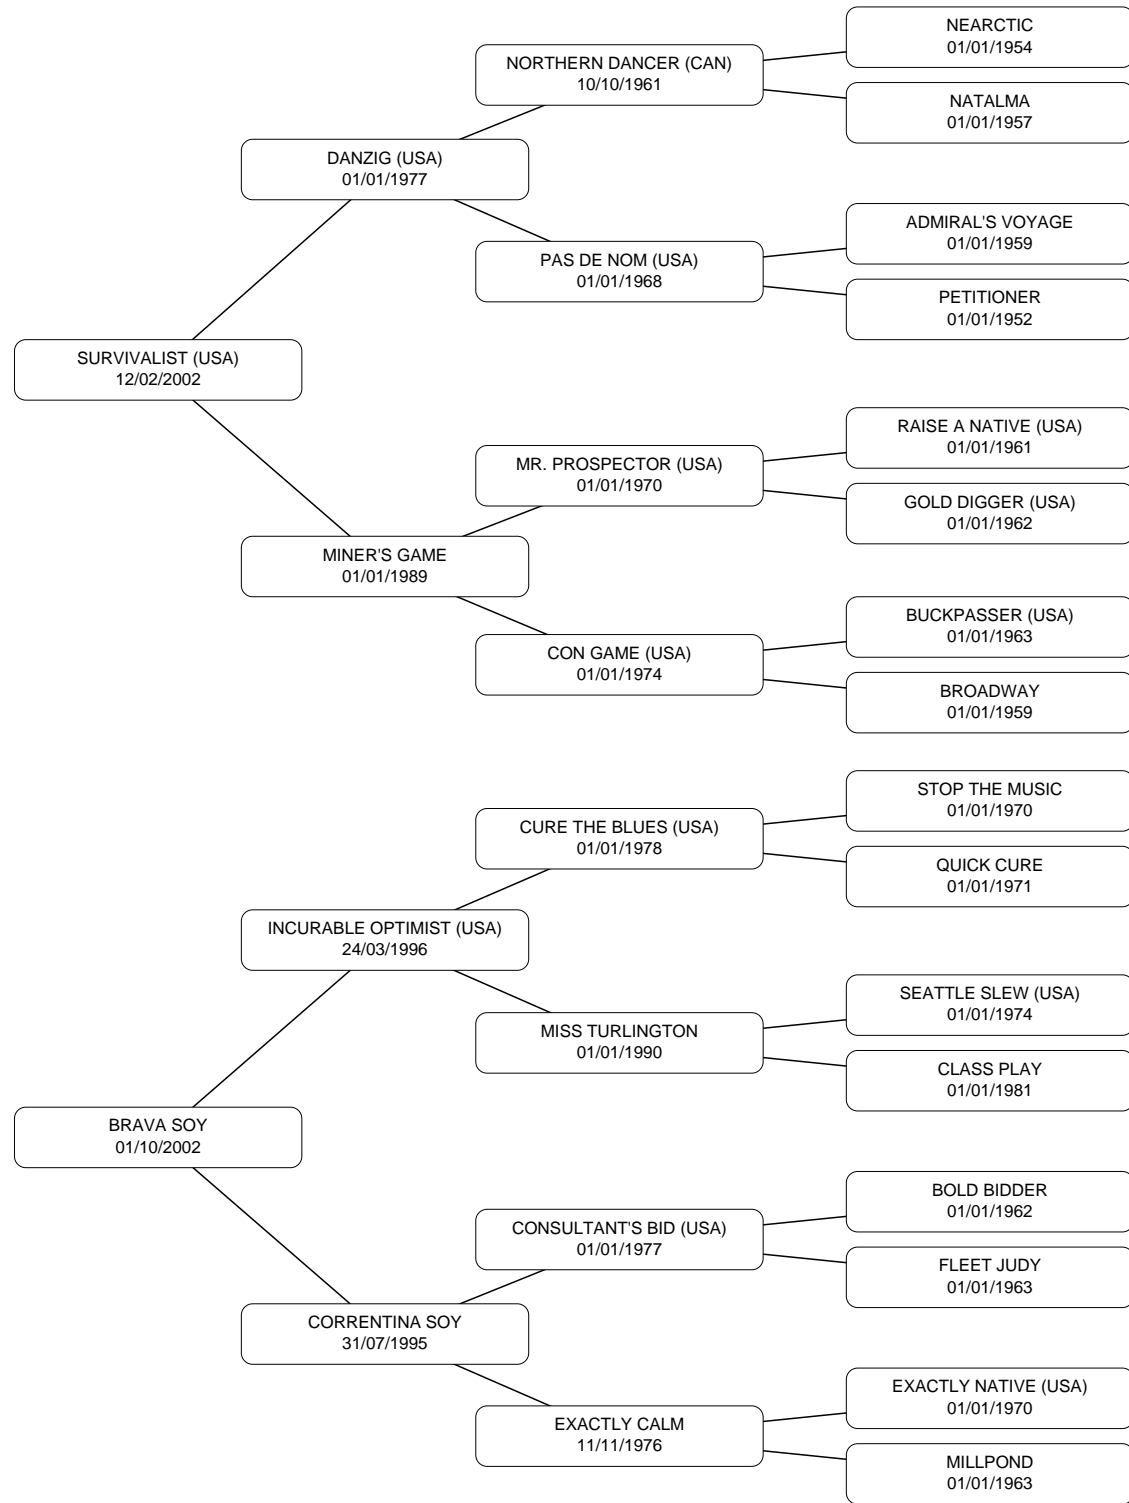 NEARCTIC
01/01/1954
NORTHERN DANCER (CAN)
10/10/1961
NATALMA
01/01/1957
DANZIG (USA)
01/01/1977
ADMIRAL'S VOYAGE
01/01/1959
PAS DE NOM (USA)
01/01/1968
PETITIONER
01/01/1952
SURVIVALIST (USA)
12/02/2002
RAISE A NATIVE (USA)
01/01/1961
MR. PROSPECTOR (USA)
01/01/1970
GOLD DIGGER (USA)
01/01/1962
MINER'S GAME
01/01/1989
BUCKPASSER (USA)
01/01/1963
CON GAME (USA)
01/01/1974
BROADWAY
01/01/1959
STOP THE MUSIC
01/01/1970
CURE THE BLUES (USA)
01/01/1978
QUICK CURE
01/01/1971
INCURABLE OPTIMIST (USA)
24/03/1996
SEATTLE SLEW (USA)
01/01/1974
MISS TURLINGTON
01/01/1990
CLASS PLAY
01/01/1981
BRAVA SOY
01/10/2002
BOLD BIDDER
01/01/1962
CONSULTANT'S BID (USA)
01/01/1977
FLEET JUDY
01/01/1963
CORRENTINA SOY
31/07/1995
EXACTLY NATIVE (USA)
01/01/1970
EXACTLY CALM
11/11/1976
MILLPOND
01/01/1963